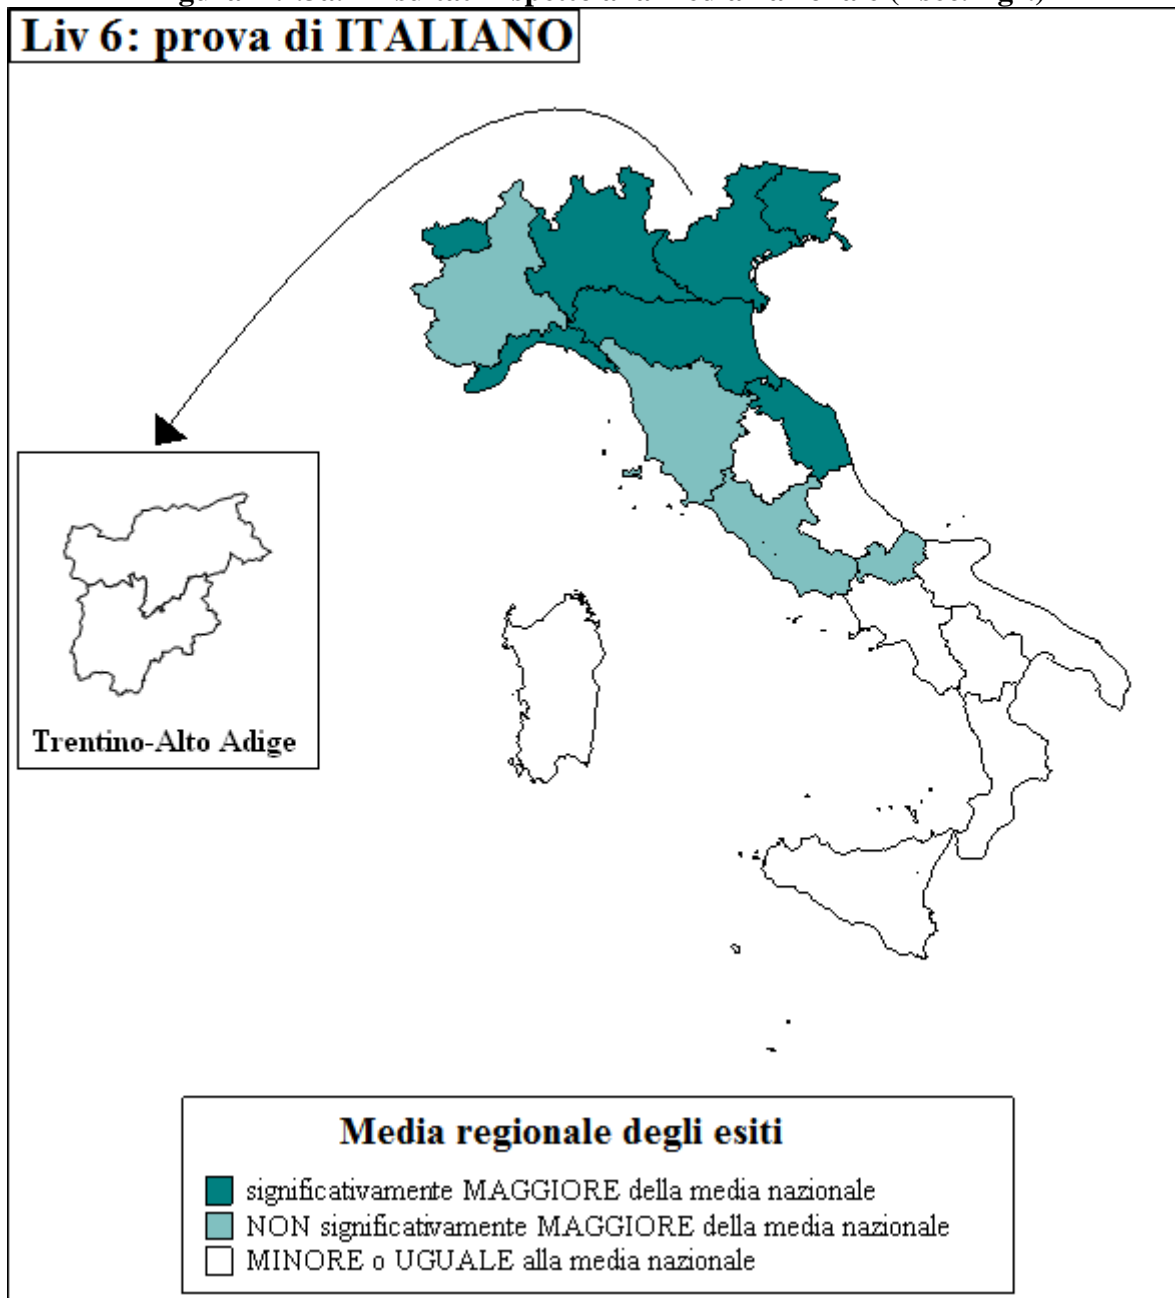 Liv 6: prova di ITALIANO
Trentino-Alto Adige
Media regionale degli esiti
significativamente MAGGIORE della media nazionale
NON significativamente MAGGIORE della media nazionale
MINORE o UGUALE alla media nazionale